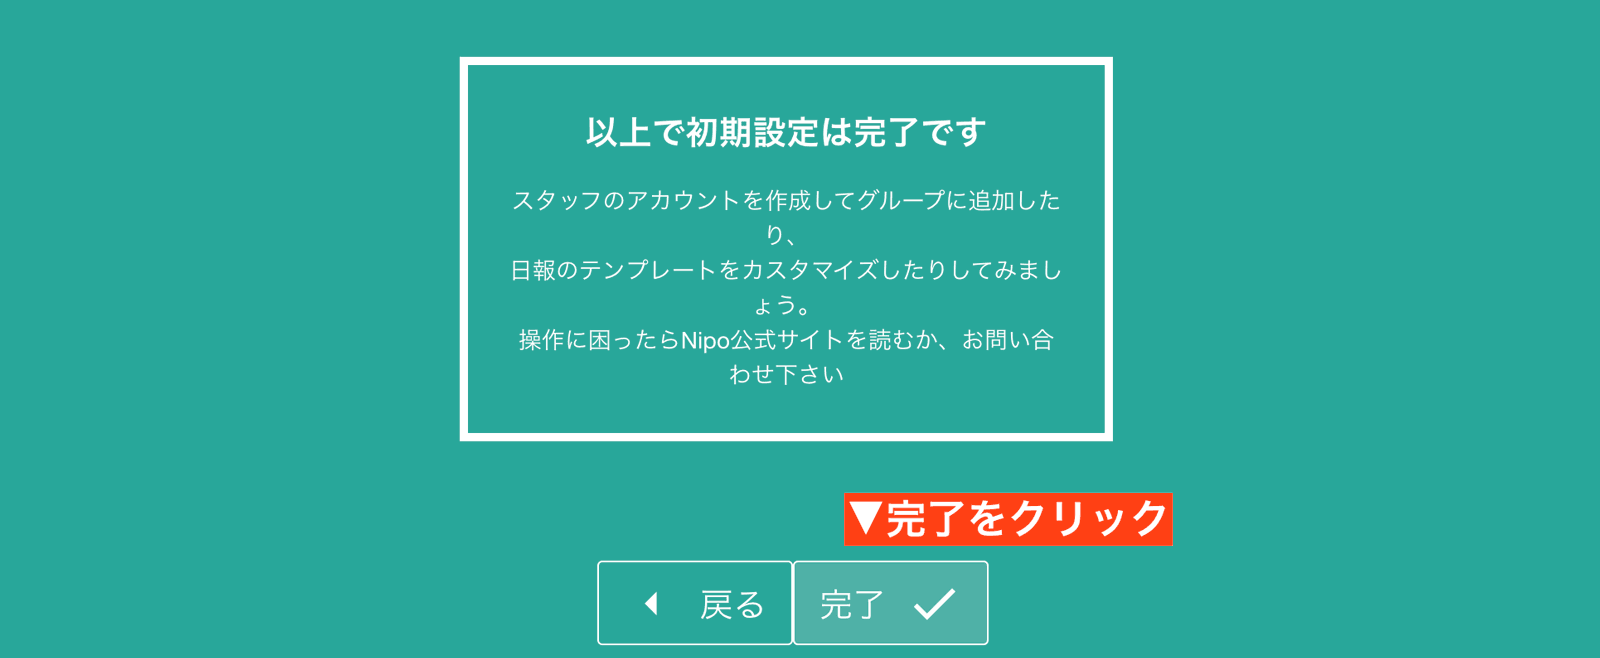 以上で初期設定は完了です
スタッフのアカウントを作成してグループに追加した
り、
日報のテンプレートをカスタマイズしたりしてみまし
ょう。
操作に困ったらNipo公式サイトを読むか、お問い合
わせ下さい
▼完了をクリック
戻る
完了